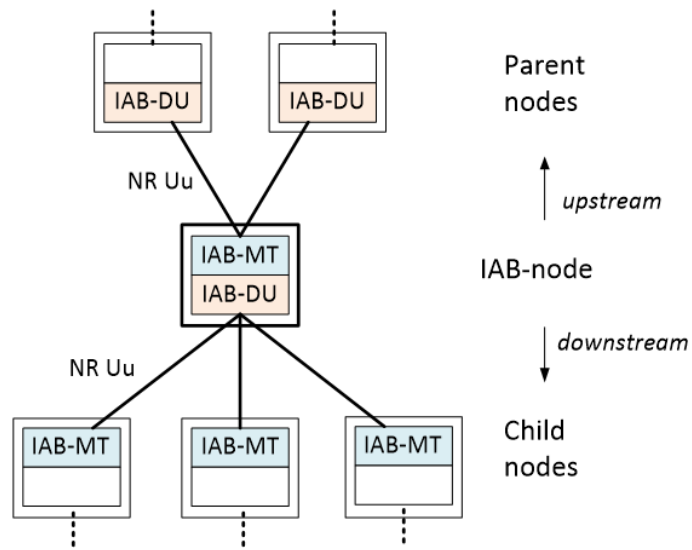 IAB-DU
IAB-DU
Parent
nodes
NR Uu
upstream
IAB-MT
IAB-DU
IAB-node
downstream
NR Uu
IAB-MT
IAB-MT
IAB-MT
Child
nodes